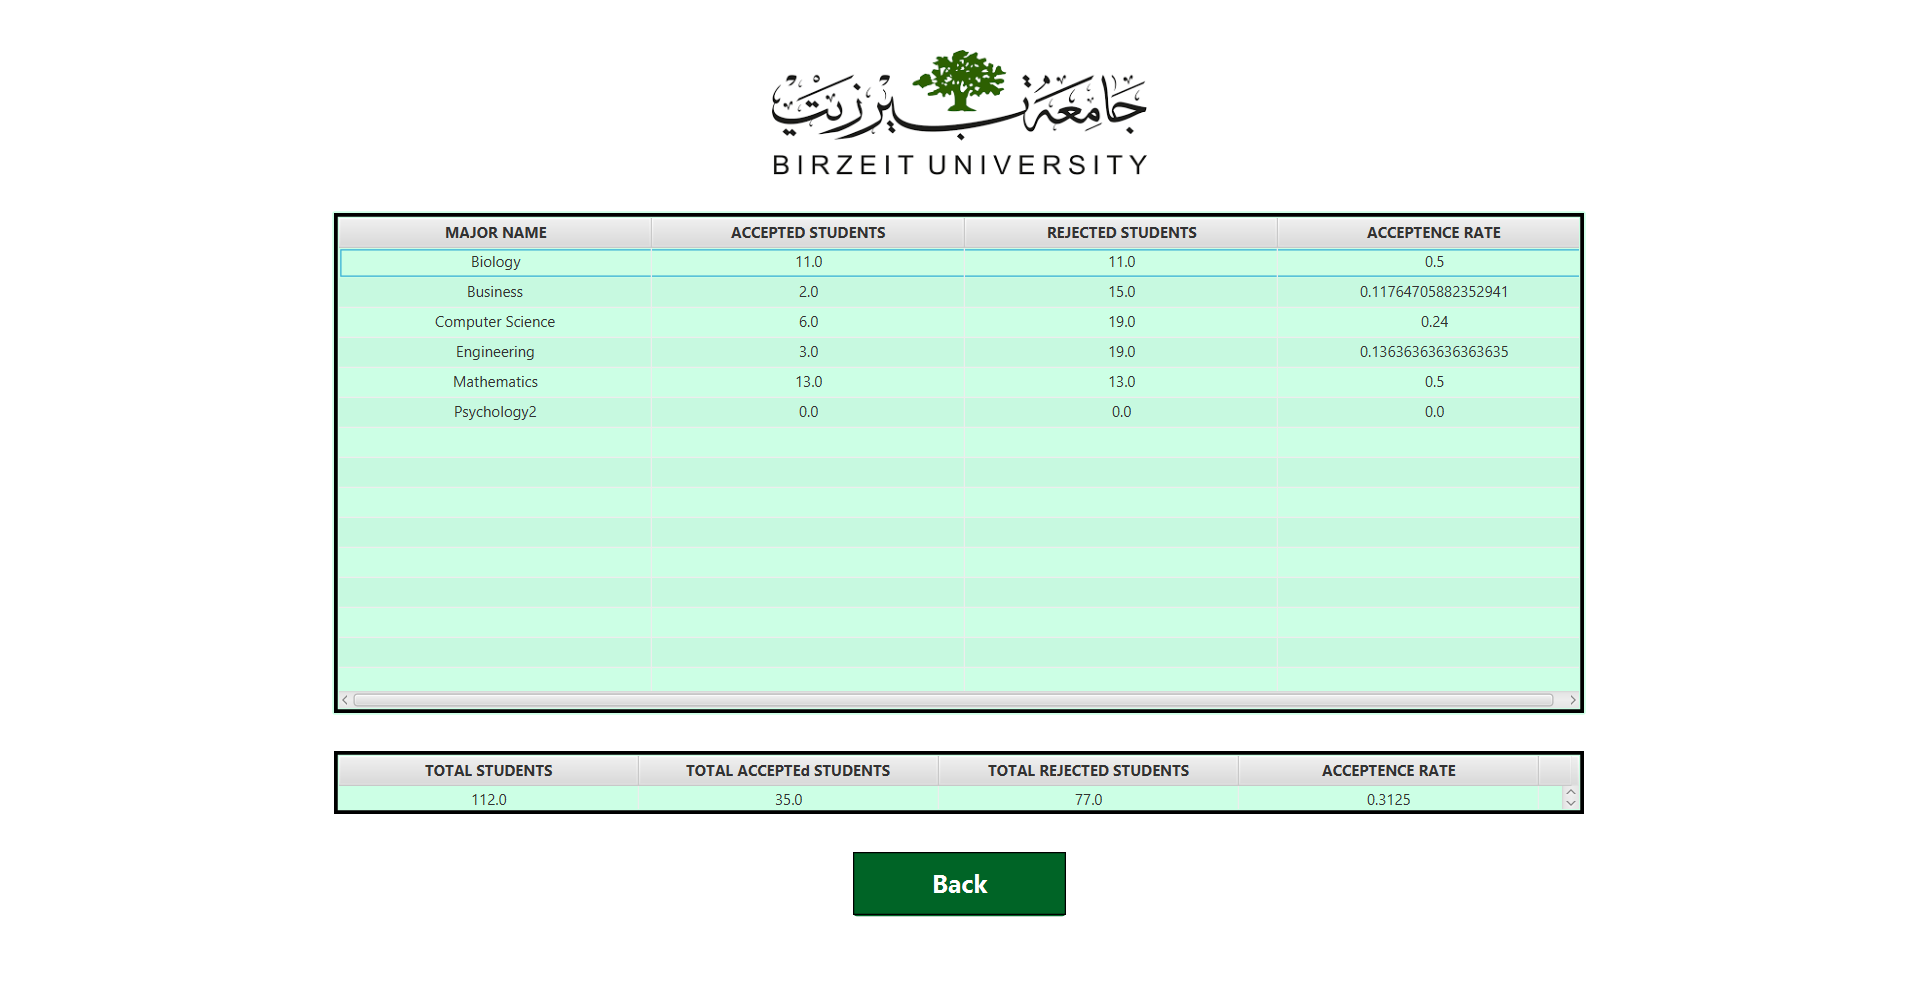 جامعة بيرزيت
BIRZEIT UNIVERSITY
MAJOR NAME ACCEPTED STUDENTS REJECTED STUDENTS ACCEPTENCE RATE
Biology 11.0 11.0 0.5
Business 2.0 15.0 0.11764705882352941
Computer Science 6.0 19.0 0.24
Engineering 3.0 19.0 0.13636363636363635
Mathematics 13.0 13.0 0.5
Psychology2 0.0 0.0 0.0
TOTAL STUDENTS TOTAL ACCEPTEd STUDENTS TOTAL REJECTED STUDENTS ACCEPTENCE RATE
112.0 35.0 77.0 0.3125
Back